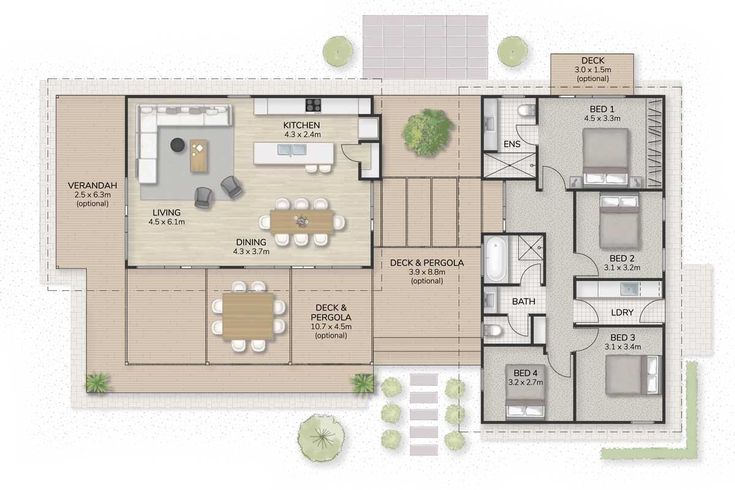 DECK
3.0 x 1.5m
(optional)
KITCHEN
4.3 x 2.4m
BED 1
4.5 x 3.3m
ENS
VERANDAH
2.5 x 6.3m
(optional)
LIVING
4.5 x 6.1m
DINING
4.3 x 3.7m
DECK & PERGOLA
3.9 x 8.8m
(optional)
BED 2
3.1 x 3.2m
DECK &
PERGOLA
10.7 x 4.5m
(optional)
BATH
LDRY
BED 3
3.1 x 3.4m
BED 4
3.2 x 2.7m